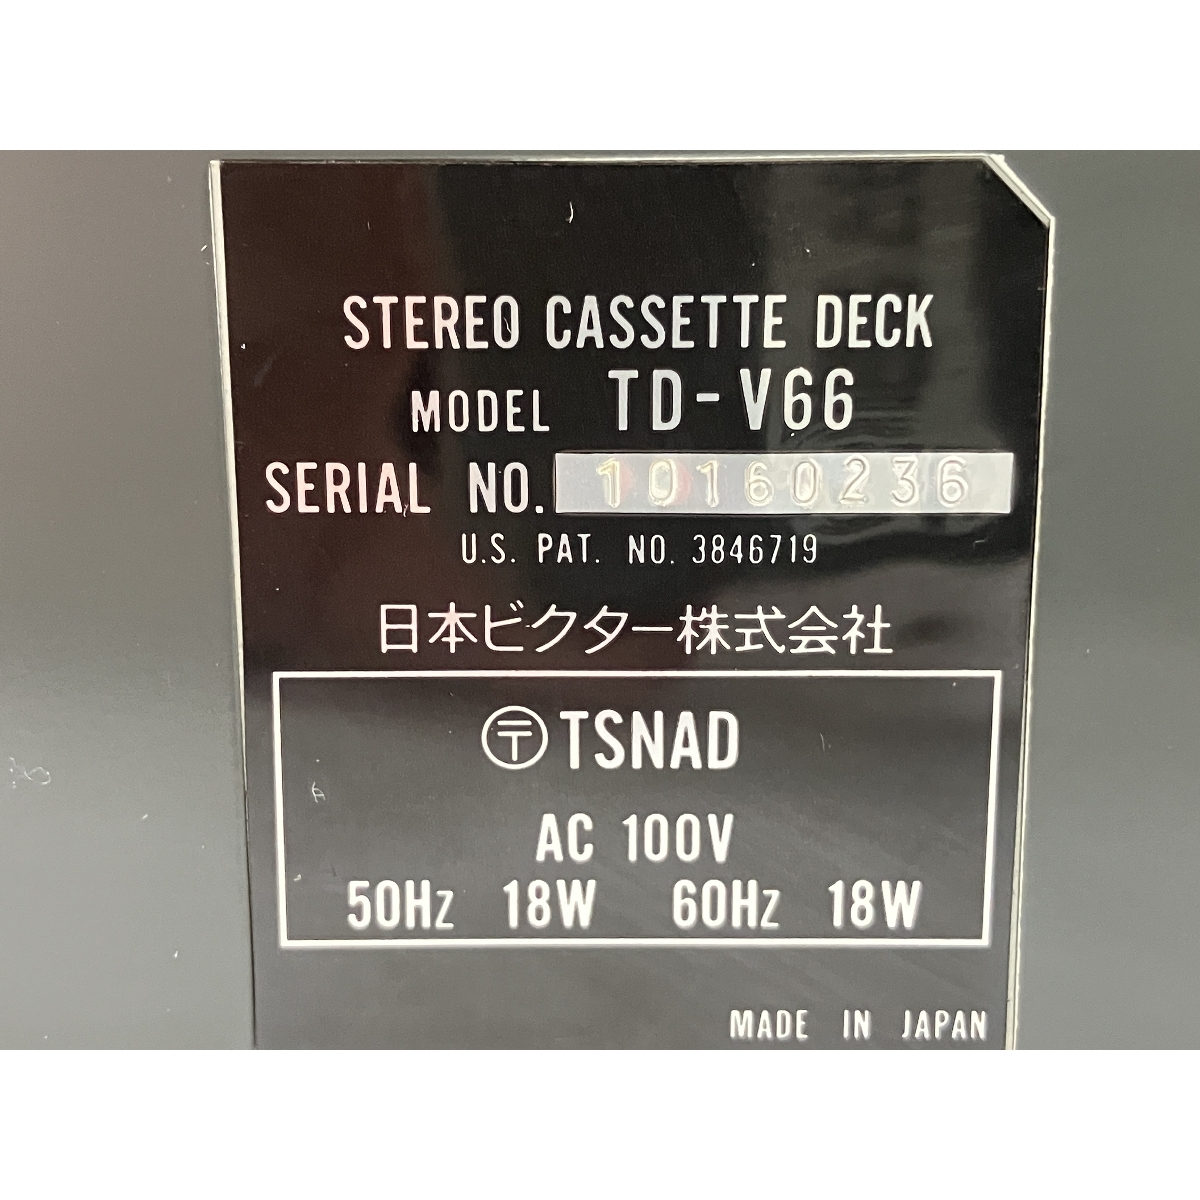 STEREO CASSETTE DECK
MODEL TD-V66
SERIAL NO. 10160236
U.S. PAT. NO. 3846719
日本ビクター株式会社
〶TSNAD
AC 100V
50Hz 18W 60Hz 18W
MADE IN JAPAN